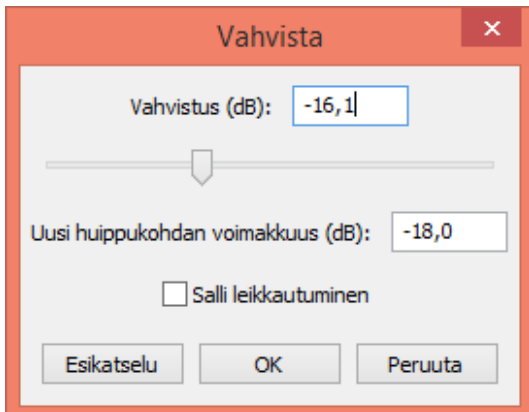 Vahvista
Vahvistus (dB): -16,1
Uusi huippukohdan voimakkuus (dB): -18,0
Salli leikkautuminen
Esikatselu OK Peruuta